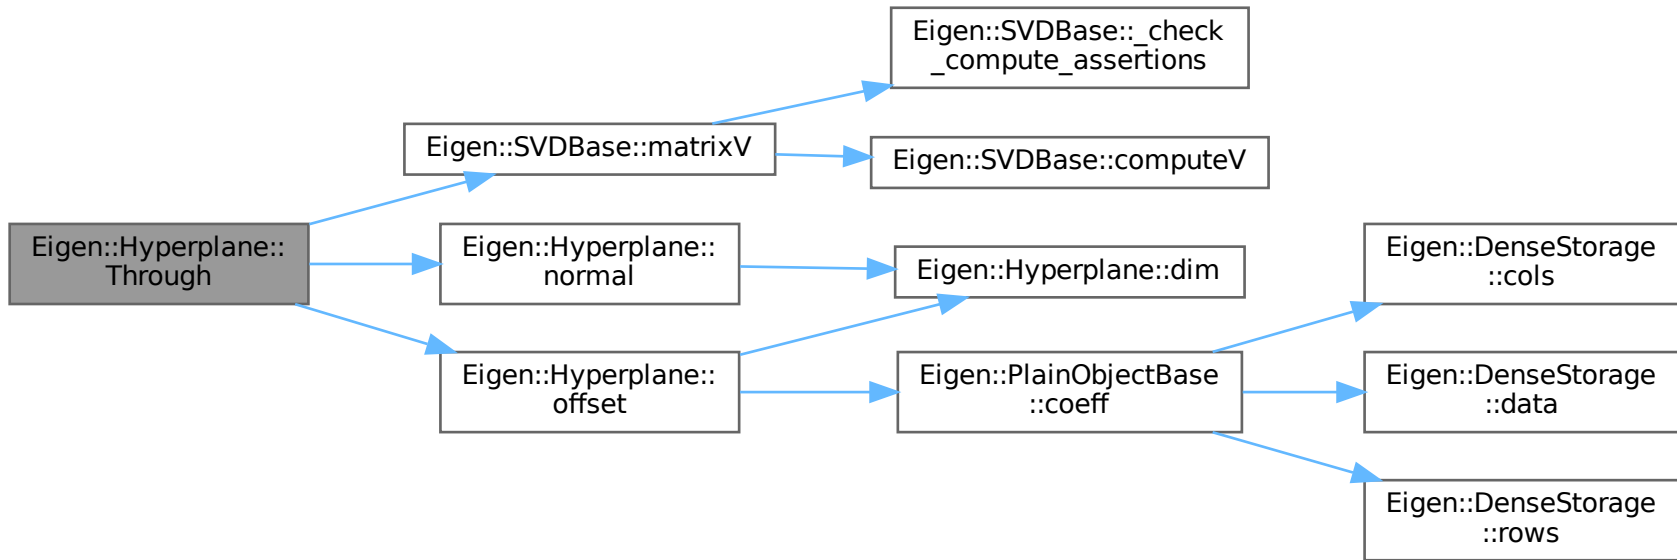 Eigen::Hyperplane::
Through
Eigen::SVDBase::matrixV
Eigen::SVDBase::_check
_compute_assertions
Eigen::SVDBase::computeV
Eigen::Hyperplane::
normal
Eigen::Hyperplane::dim
Eigen::Hyperplane::
offset
Eigen::PlainObjectBase
::coeff
Eigen::DenseStorage
::cols
Eigen::DenseStorage
::data
Eigen::DenseStorage
::rows